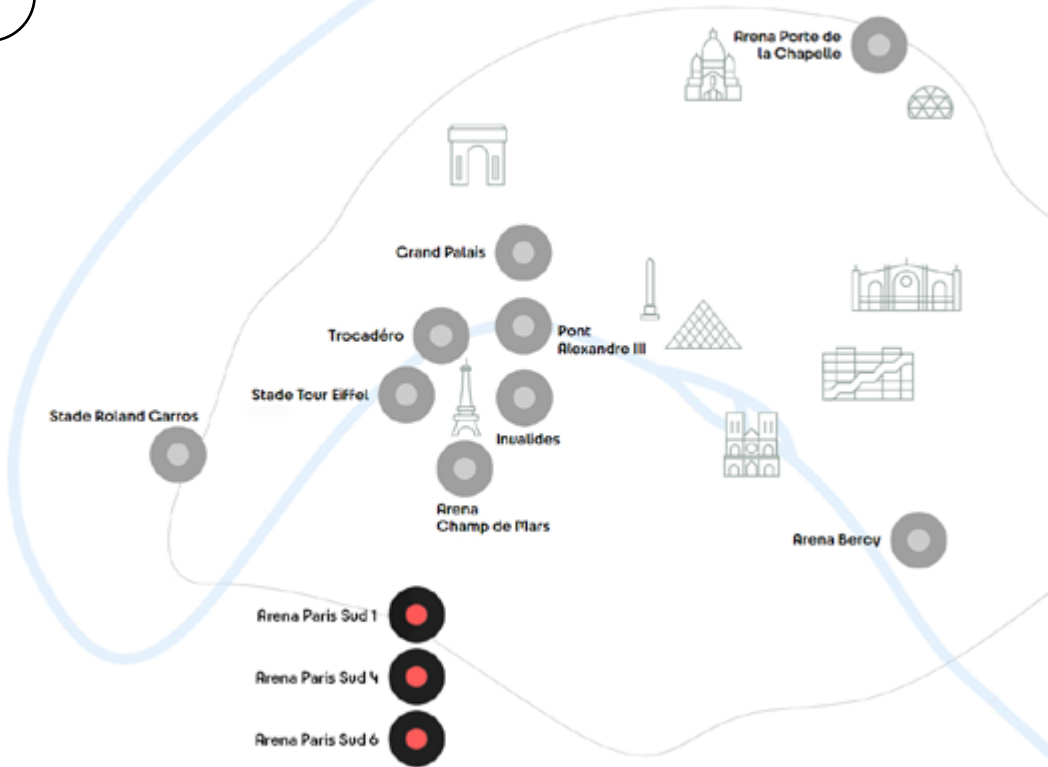 Arena Porte de
la Chapelle
Grand Palais
Trocadéro
Pont
Alexandre III
Stade Tour Eiffel
Stade Roland Garros
Invalides
Arena
Champ de Mars
Arena Bercy
Arena Paris Sud 1
Arena Paris Sud 4
Arena Paris Sud 6